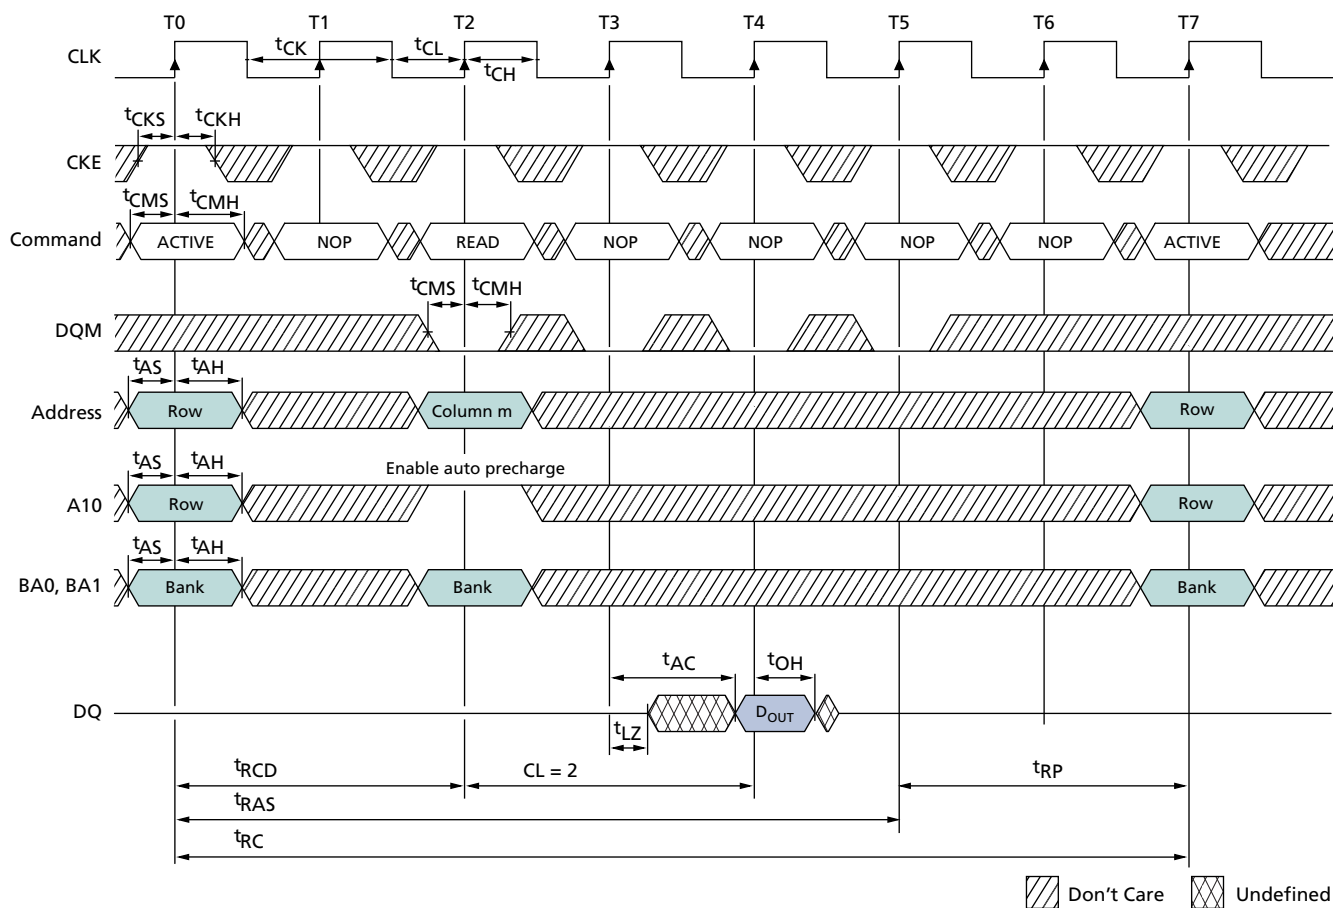 T0 T1 T2 T3 T4 T5 T6 T7
CLK tCK tCL tCH
tCKS tCKH
CKE
tCMS tCMH
Command ACTIVE NOP READ NOP NOP NOP NOP ACTIVE
tCMS tCMH
DQM
tAS tAH
Address Row Column m Row
tAS tAH Enable auto precharge
A10 Row Row
tAS tAH
BA0, BA1 Bank Bank Bank
tAC tOH
DQ DOUT
tLZ
tRCD CL = 2 tRP
tRAS
tRC
Don't Care Undefined